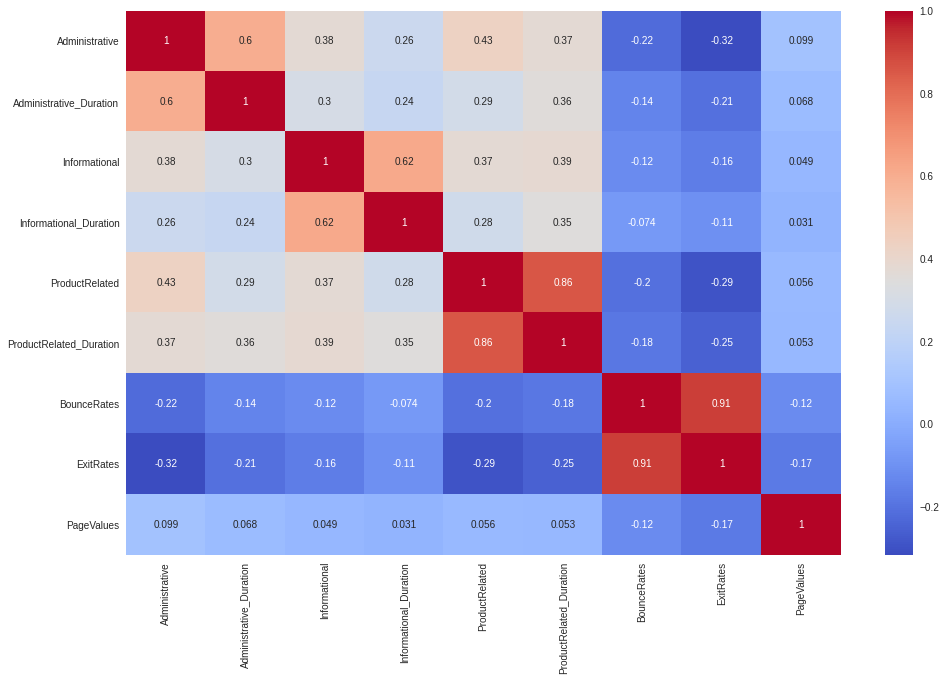 Administrative 1 0.6 0.38 0.26 0.43 0.37 -0.22 -0.32 0.099
Administrative_Duration 0.6 1 0.3 0.24 0.29 0.36 -0.14 -0.21 0.068
Informational 0.38 0.3 1 0.62 0.37 0.39 -0.12 -0.16 0.049
Informational_Duration 0.26 0.24 0.62 1 0.28 0.35 -0.074 -0.11 0.031
ProductRelated 0.43 0.29 0.37 0.28 1 0.86 -0.2 -0.29 0.056
ProductRelated_Duration 0.37 0.36 0.39 0.35 0.86 1 -0.18 -0.25 0.053
BounceRates -0.22 -0.14 -0.12 -0.074 -0.2 -0.18 1 0.91 -0.12
ExitRates -0.32 -0.21 -0.16 -0.11 -0.29 -0.25 0.91 1 -0.17
PageValues 0.099 0.068 0.049 0.031 0.056 0.053 -0.12 -0.17 1
Administrative
Administrative_Duration
Informational
Informational_Duration
ProductRelated
ProductRelated_Duration
BounceRates
ExitRates
PageValues
1.0
0.8
0.6
0.4
0.2
0.0
−0.2